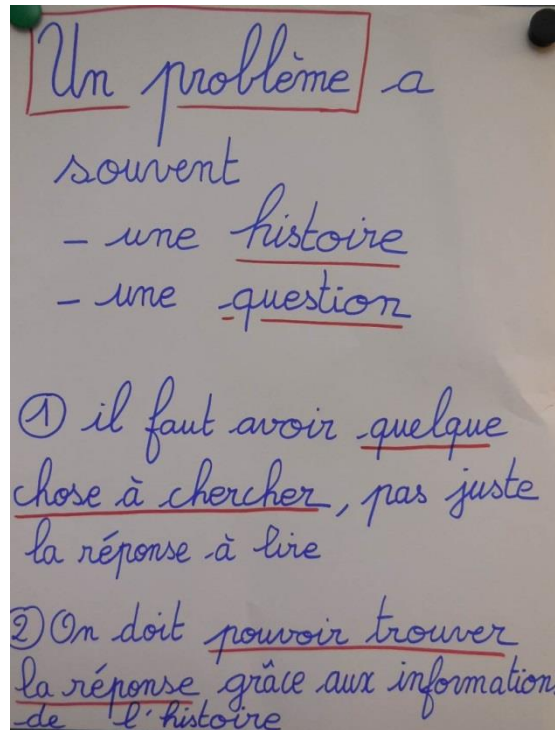 Un problème a
souvent
- une histoire
- une question
① il faut avoir quelque
chose à chercher, pas juste
la réponse à lire
② On doit pouvoir trouver
la réponse grâce aux information
de l'histoire